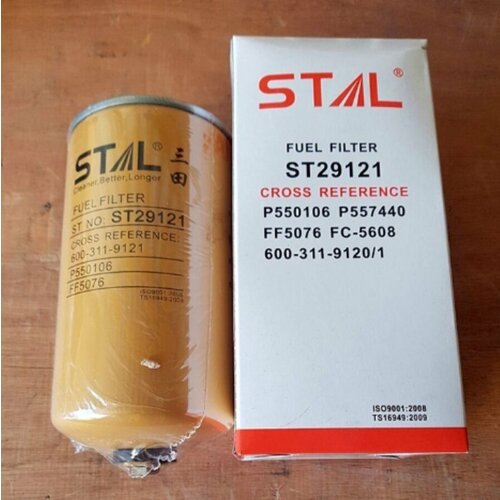 STAL® 三田
Cleaner,Better,Longer
FUEL FILTER
ST NO: ST29121
CROSS REFERENCE:
600-311-9121
P550106
FF5076
ISO9001:2008
TS16949:2009
STAL®
FUEL FILTER
ST29121
CROSS REFERENCE
P550106 P557440
FF5076 FC-5608
600-311-9120/1
ISO9001:2008
TS16949:2009